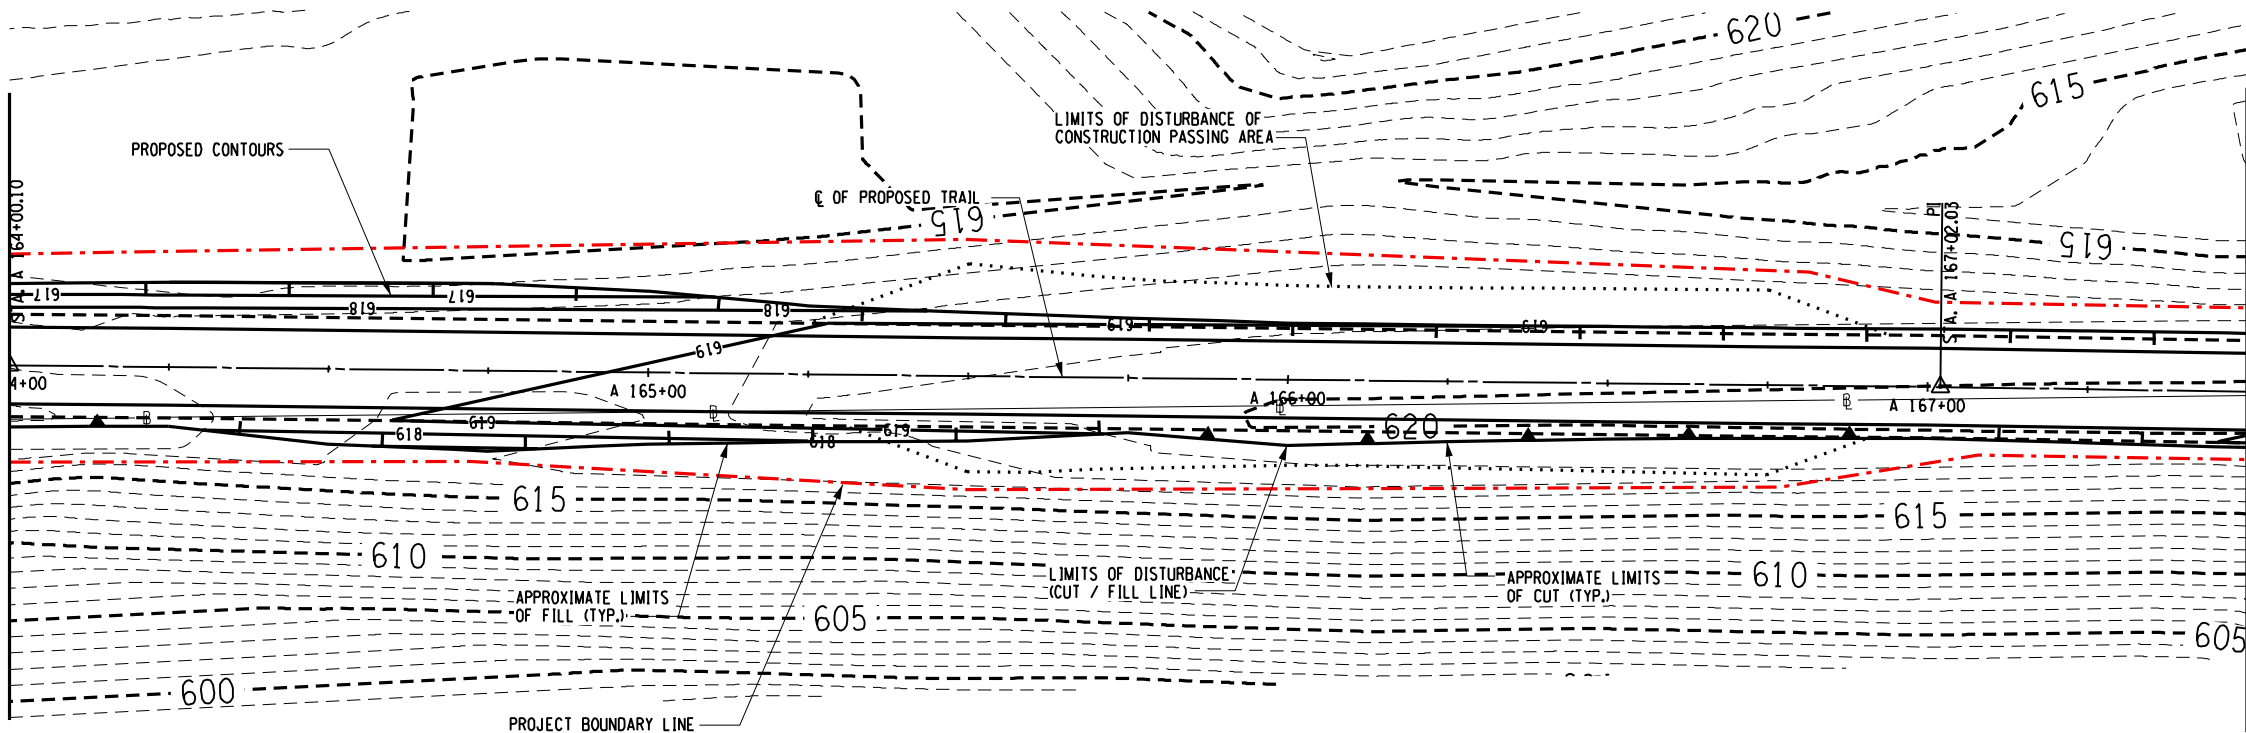 620
615
LIMITS OF DISTURBANCE OF
CONSTRUCTION PASSING AREA
PROPOSED CONTOURS
℄ OF PROPOSED TRAIL
615
STA. A 164+00.10
PI
STA. A 167+02.03
615
617
617
618
618
619
619
619
4+00
A 165+00
A 166+00
A 167+00
619
618
619
618
620
615
615
610
610
LIMITS OF DISTURBANCE
(CUT / FILL LINE)
APPROXIMATE LIMITS
OF CUT (TYP.)
APPROXIMATE LIMITS
OF FILL (TYP.)
605
605
600
PROJECT BOUNDARY LINE